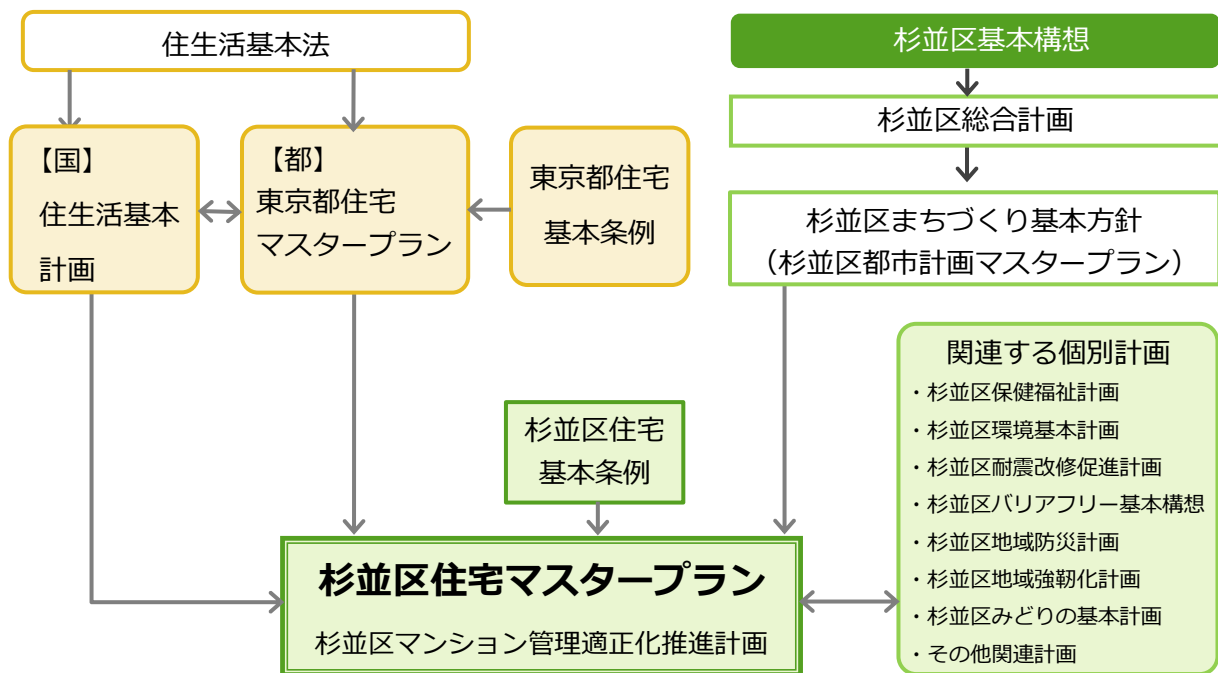 住生活基本法
杉並区基本構想
杉並区総合計画
【国】
住生活基本
計画
【都】
東京都住宅
マスタープラン
東京都住宅
基本条例
杉並区まちづくり基本方針
（杉並区都市計画マスタープラン）
関連する個別計画
・杉並区保健福祉計画
・杉並区環境基本計画
・杉並区耐震改修促進計画
・杉並区バリアフリー基本構想
・杉並区地域防災計画
・杉並区地域強靭化計画
・杉並区みどりの基本計画
・その他関連計画
杉並区住宅
基本条例
杉並区住宅マスタープラン
杉並区マンション管理適正化推進計画